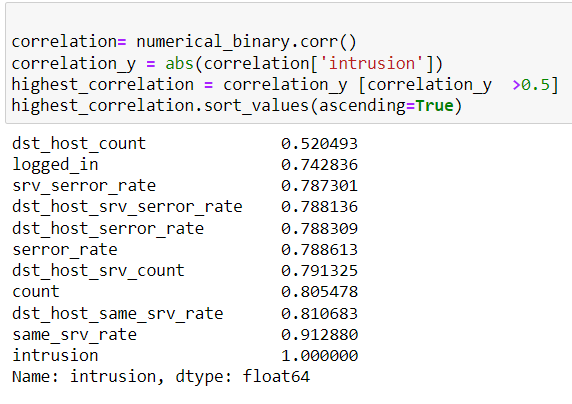 correlation= numerical_binary.corr()
correlation_y = abs(correlation['intrusion'])
highest_correlation = correlation_y [correlation_y  >0.5]
highest_correlation.sort_values(ascending=True)
dst_host_count               0.520493
logged_in                    0.742836
srv_serror_rate              0.787301
dst_host_srv_serror_rate     0.788136
dst_host_serror_rate         0.788309
serror_rate                  0.788613
dst_host_srv_count           0.791325
count                        0.805478
dst_host_same_srv_rate       0.810683
same_srv_rate                0.912880
intrusion                    1.000000
Name: intrusion, dtype: float64